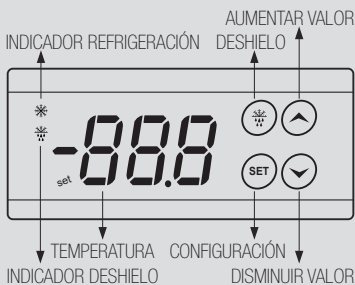 AUMENTAR VALOR
INDICADOR REFRIGERACIÓN DESHIELO
-88.8
set
SET
TEMPERATURA CONFIGURACIÓN
INDICADOR DESHIELO DISMINUIR VALOR